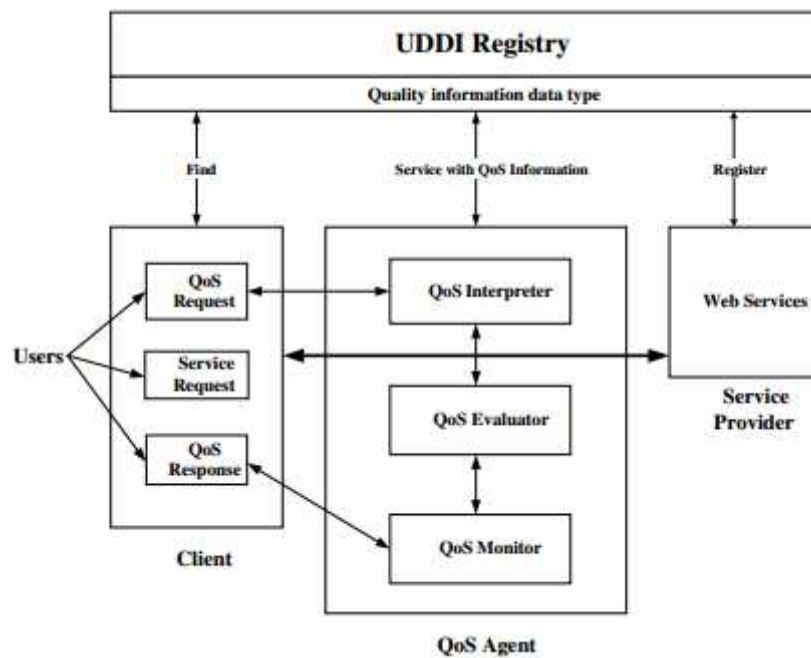 UDDI Registry
Quality information data type
Find
Service with QoS Information
Register
QoS
Request
QoS Interpreter
Web Services
Users
Service
Request
Service
Provider
QoS Evaluator
QoS
Response
QoS Monitor
Client
QoS Agent